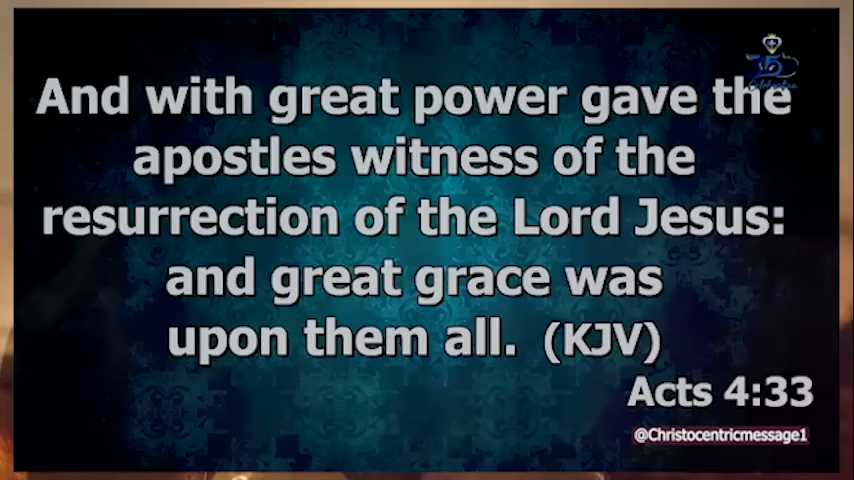 And with great power gave the
apostles witness of the
resurrection of the Lord Jesus:
and great grace was
upon them all. (KJV)
Acts 4:33
@Christocentricmessage1